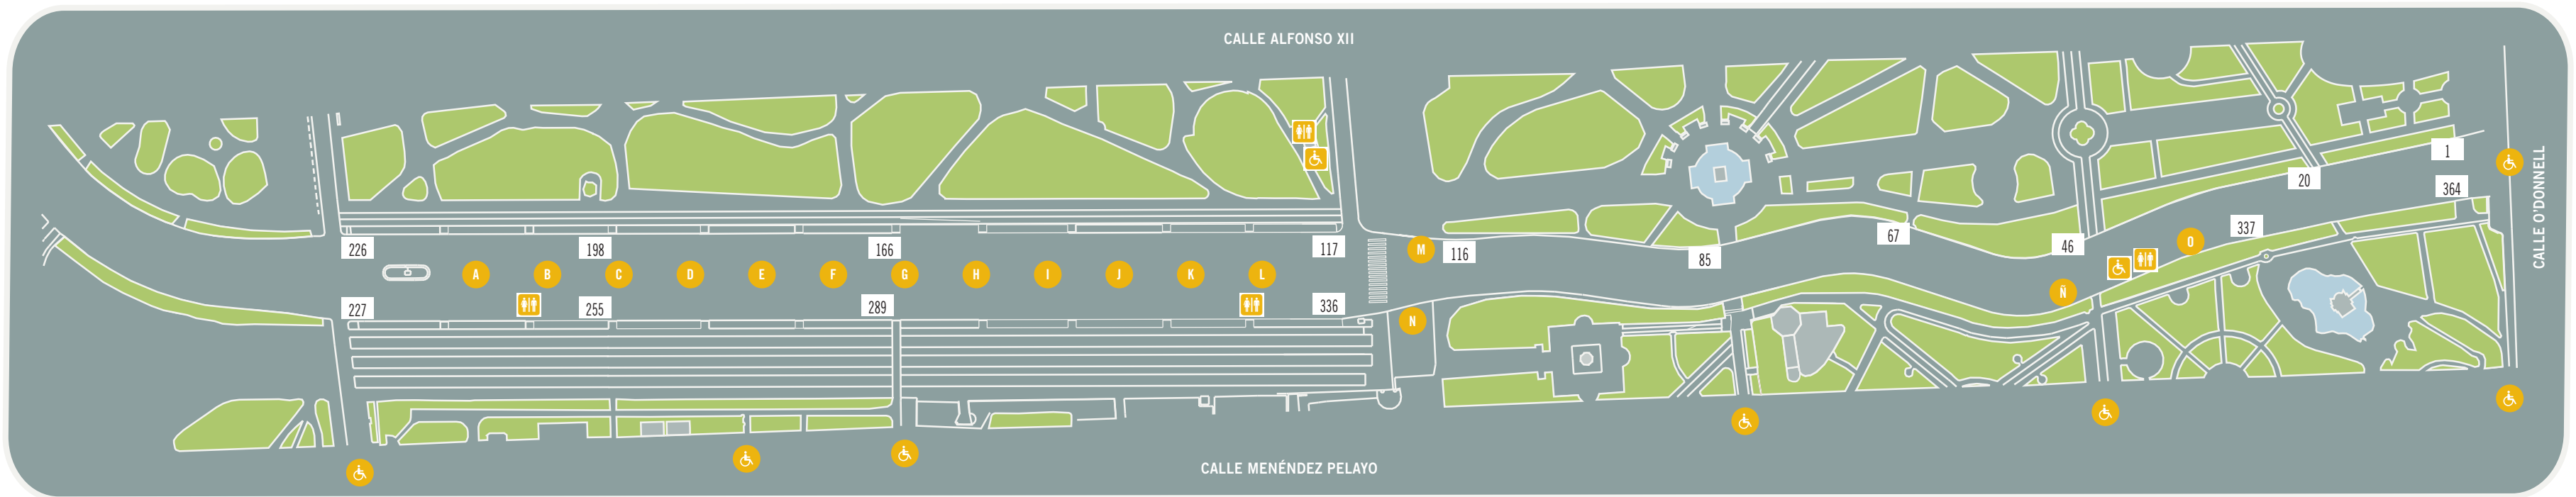 CALLE ALFONSO XII
1
20
364
CALLE O'DONNELL
337
67
46
O
226
198
166
117
M
116
85
A
B
C
D
E
F
G
H
I
J
K
L
Ñ
227
255
289
336
N
CALLE MENÉNDEZ PELAYO